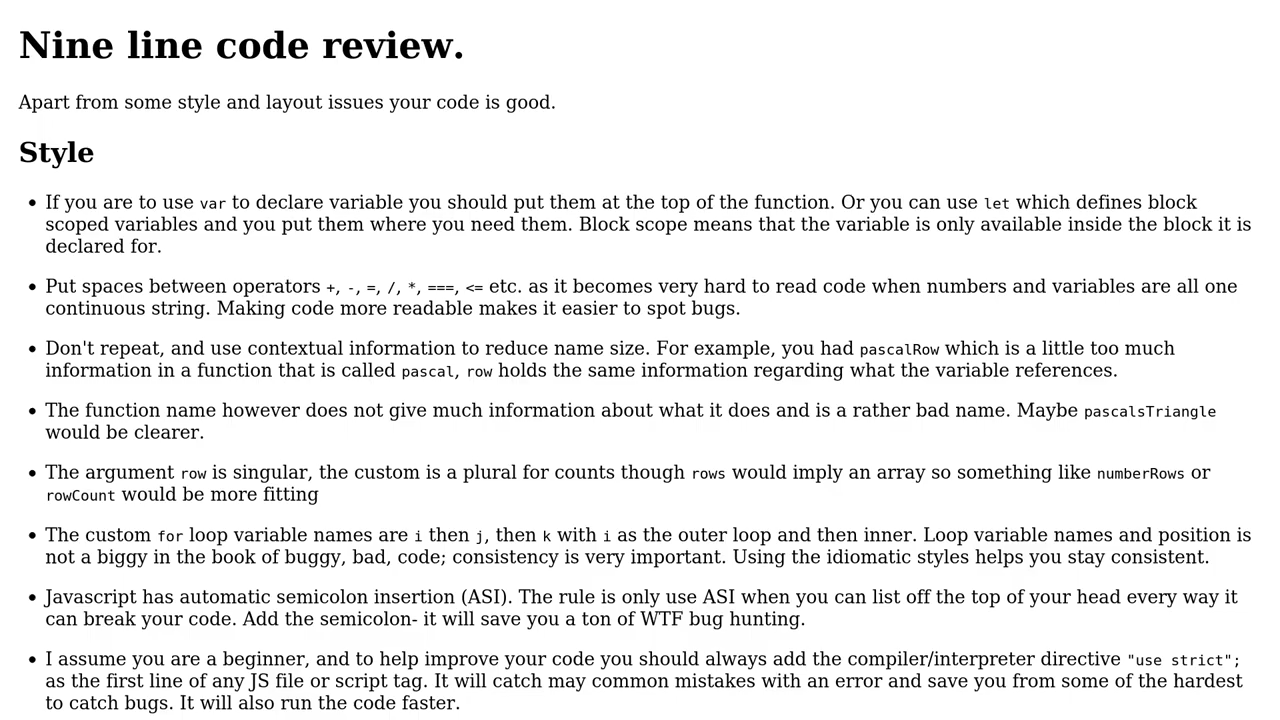 Nine line code review.
Apart from some style and layout issues your code is good.
Style
• If you are to use var to declare variable you should put them at the top of the function. Or you can use let which defines block
scoped variables and you put them where you need them. Block scope means that the variable is only available inside the block it is
declared for.
• Put spaces between operators +, -, =, /, *, ===, <= etc. as it becomes very hard to read code when numbers and variables are all one
continuous string. Making code more readable makes it easier to spot bugs.
• Don't repeat, and use contextual information to reduce name size. For example, you had pascalRow which is a little too much
information in a function that is called pascal, row holds the same information regarding what the variable references.
• The function name however does not give much information about what it does and is a rather bad name. Maybe pascalsTriangle
would be clearer.
• The argument row is singular, the custom is a plural for counts though rows would imply an array so something like numberRows or
rowCount would be more fitting
• The custom for loop variable names are i then j, then k with i as the outer loop and then inner. Loop variable names and position is
not a biggy in the book of buggy, bad, code; consistency is very important. Using the idiomatic styles helps you stay consistent.
• Javascript has automatic semicolon insertion (ASI). The rule is only use ASI when you can list off the top of your head every way it
can break your code. Add the semicolon- it will save you a ton of WTF bug hunting.
• I assume you are a beginner, and to help improve your code you should always add the compiler/interpreter directive "use strict";
as the first line of any JS file or script tag. It will catch may common mistakes with an error and save you from some of the hardest
to catch bugs. It will also run the code faster.